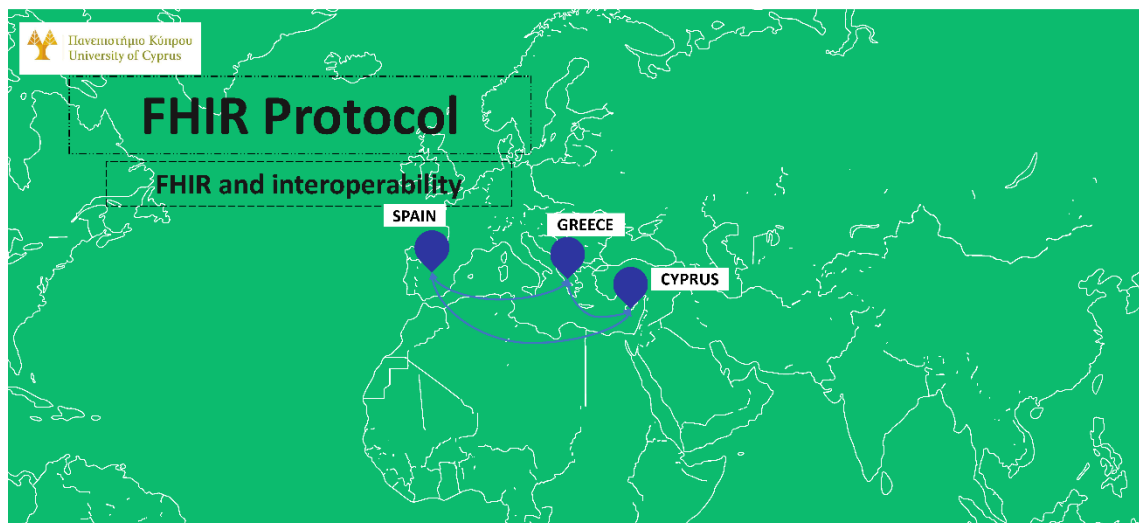 Πανεπιστήμιο Κύπρου
University of Cyprus
FHIR Protocol
FHIR and interoperability
SPAIN
GREECE
CYPRUS